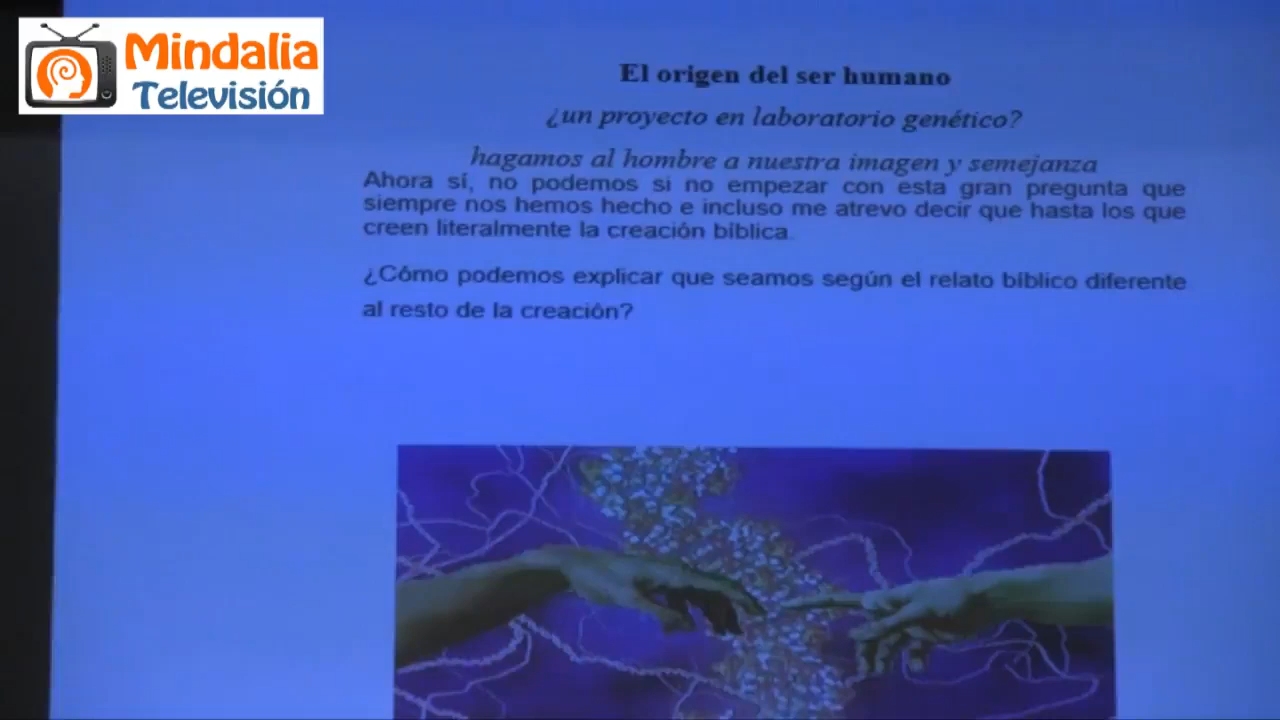 Mindalia
Televisión
El origen del ser humano
¿un proyecto en laboratorio genético?
hagamos al hombre a nuestra imagen y semejanza
Ahora sí, no podemos si no empezar con esta gran pregunta que
siempre nos hemos hecho e incluso me atrevo decir que hasta los que
creen literalmente la creación bíblica.
¿Cómo podemos explicar que seamos según el relato bíblico diferente
al resto de la creación?